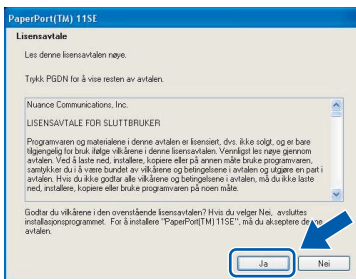 PaperPort(TM) 11SE
Lisensavtale
Les denne lisensavtalen nøye.
Trykk PGDN for å vise resten av avtalen.
Nuance Communications, Inc.
LISENSAVTALE FOR SLUTTBRUKER
Programvaren og materialene i denne avtalen er lisensiert, dvs. ikke solgt, og er bare
tilgjengelig for bruk ifølge vilkårene i denne lisensavtalen. Vennligst les nøye gjennom
avtalen. Ved å laste ned, installere, kopiere eller på annen måte bruke programvaren,
samtykker du i å være bundet av vilkårene og betingelsene i avtalen og utgjøre en part i
avtalen. Hvis du ikke godtar alle vilkårene og betingelsene i avtalen, må du ikke laste
ned, installere, kopiere eller bruke programvaren på noen måte.
Godtar du vilkårene i den ovenstående lisensavtalen? Hvis du velger Nei, avsluttes
installasjonsprogrammet. For å installere "PaperPort(TM) 11SE", må du akseptere denne
avtalen.
Ja
Nei